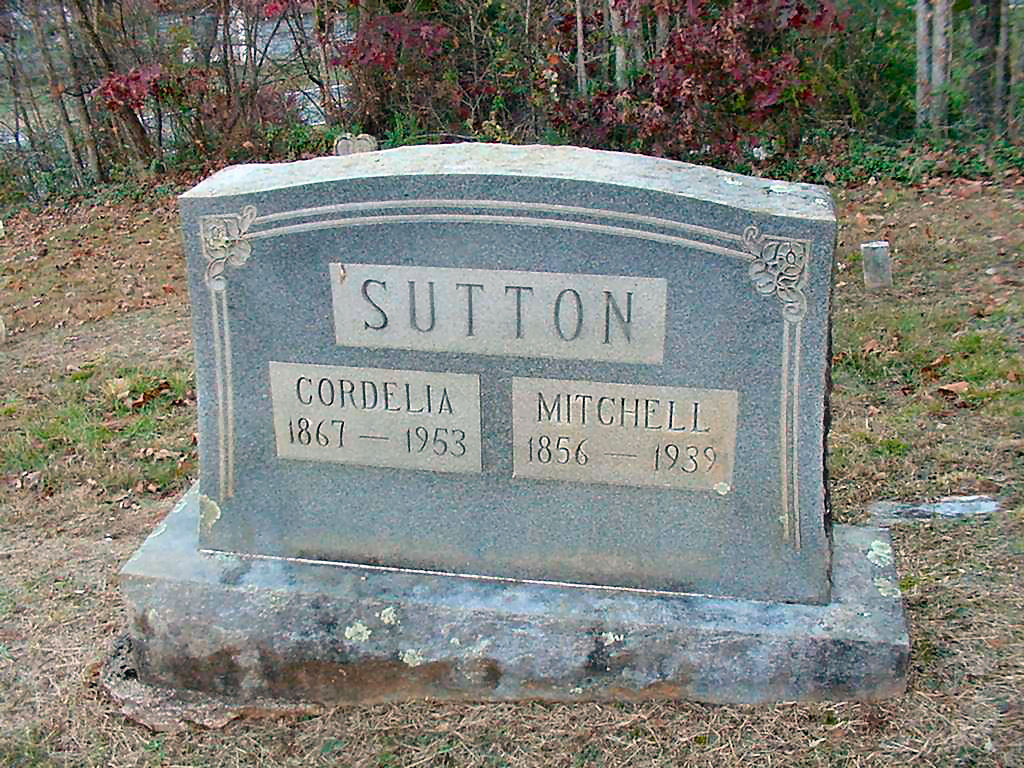 SUTTON
CORDELIA
1867 — 1953
MITCHELL
1856 — 1939